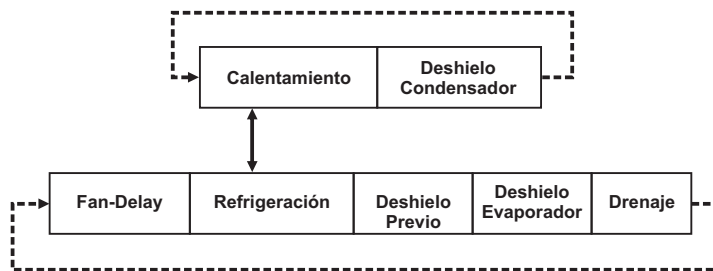 Calentamiento
Deshielo
Condensador
Fan-Delay
Refrigeración
Deshielo
Previo
Deshielo
Evaporador
Drenaje